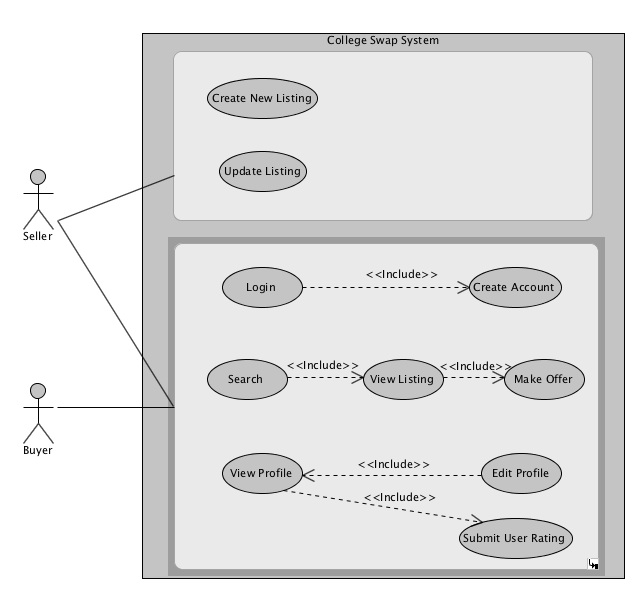 College Swap System
Create New Listing
Update Listing
Seller
Login
<<Include>>
Create Account
Search
<<Include>>
View Listing
<<Include>>
Make Offer
Buyer
View Profile
<<Include>>
Edit Profile
<<Include>>
Submit User Rating